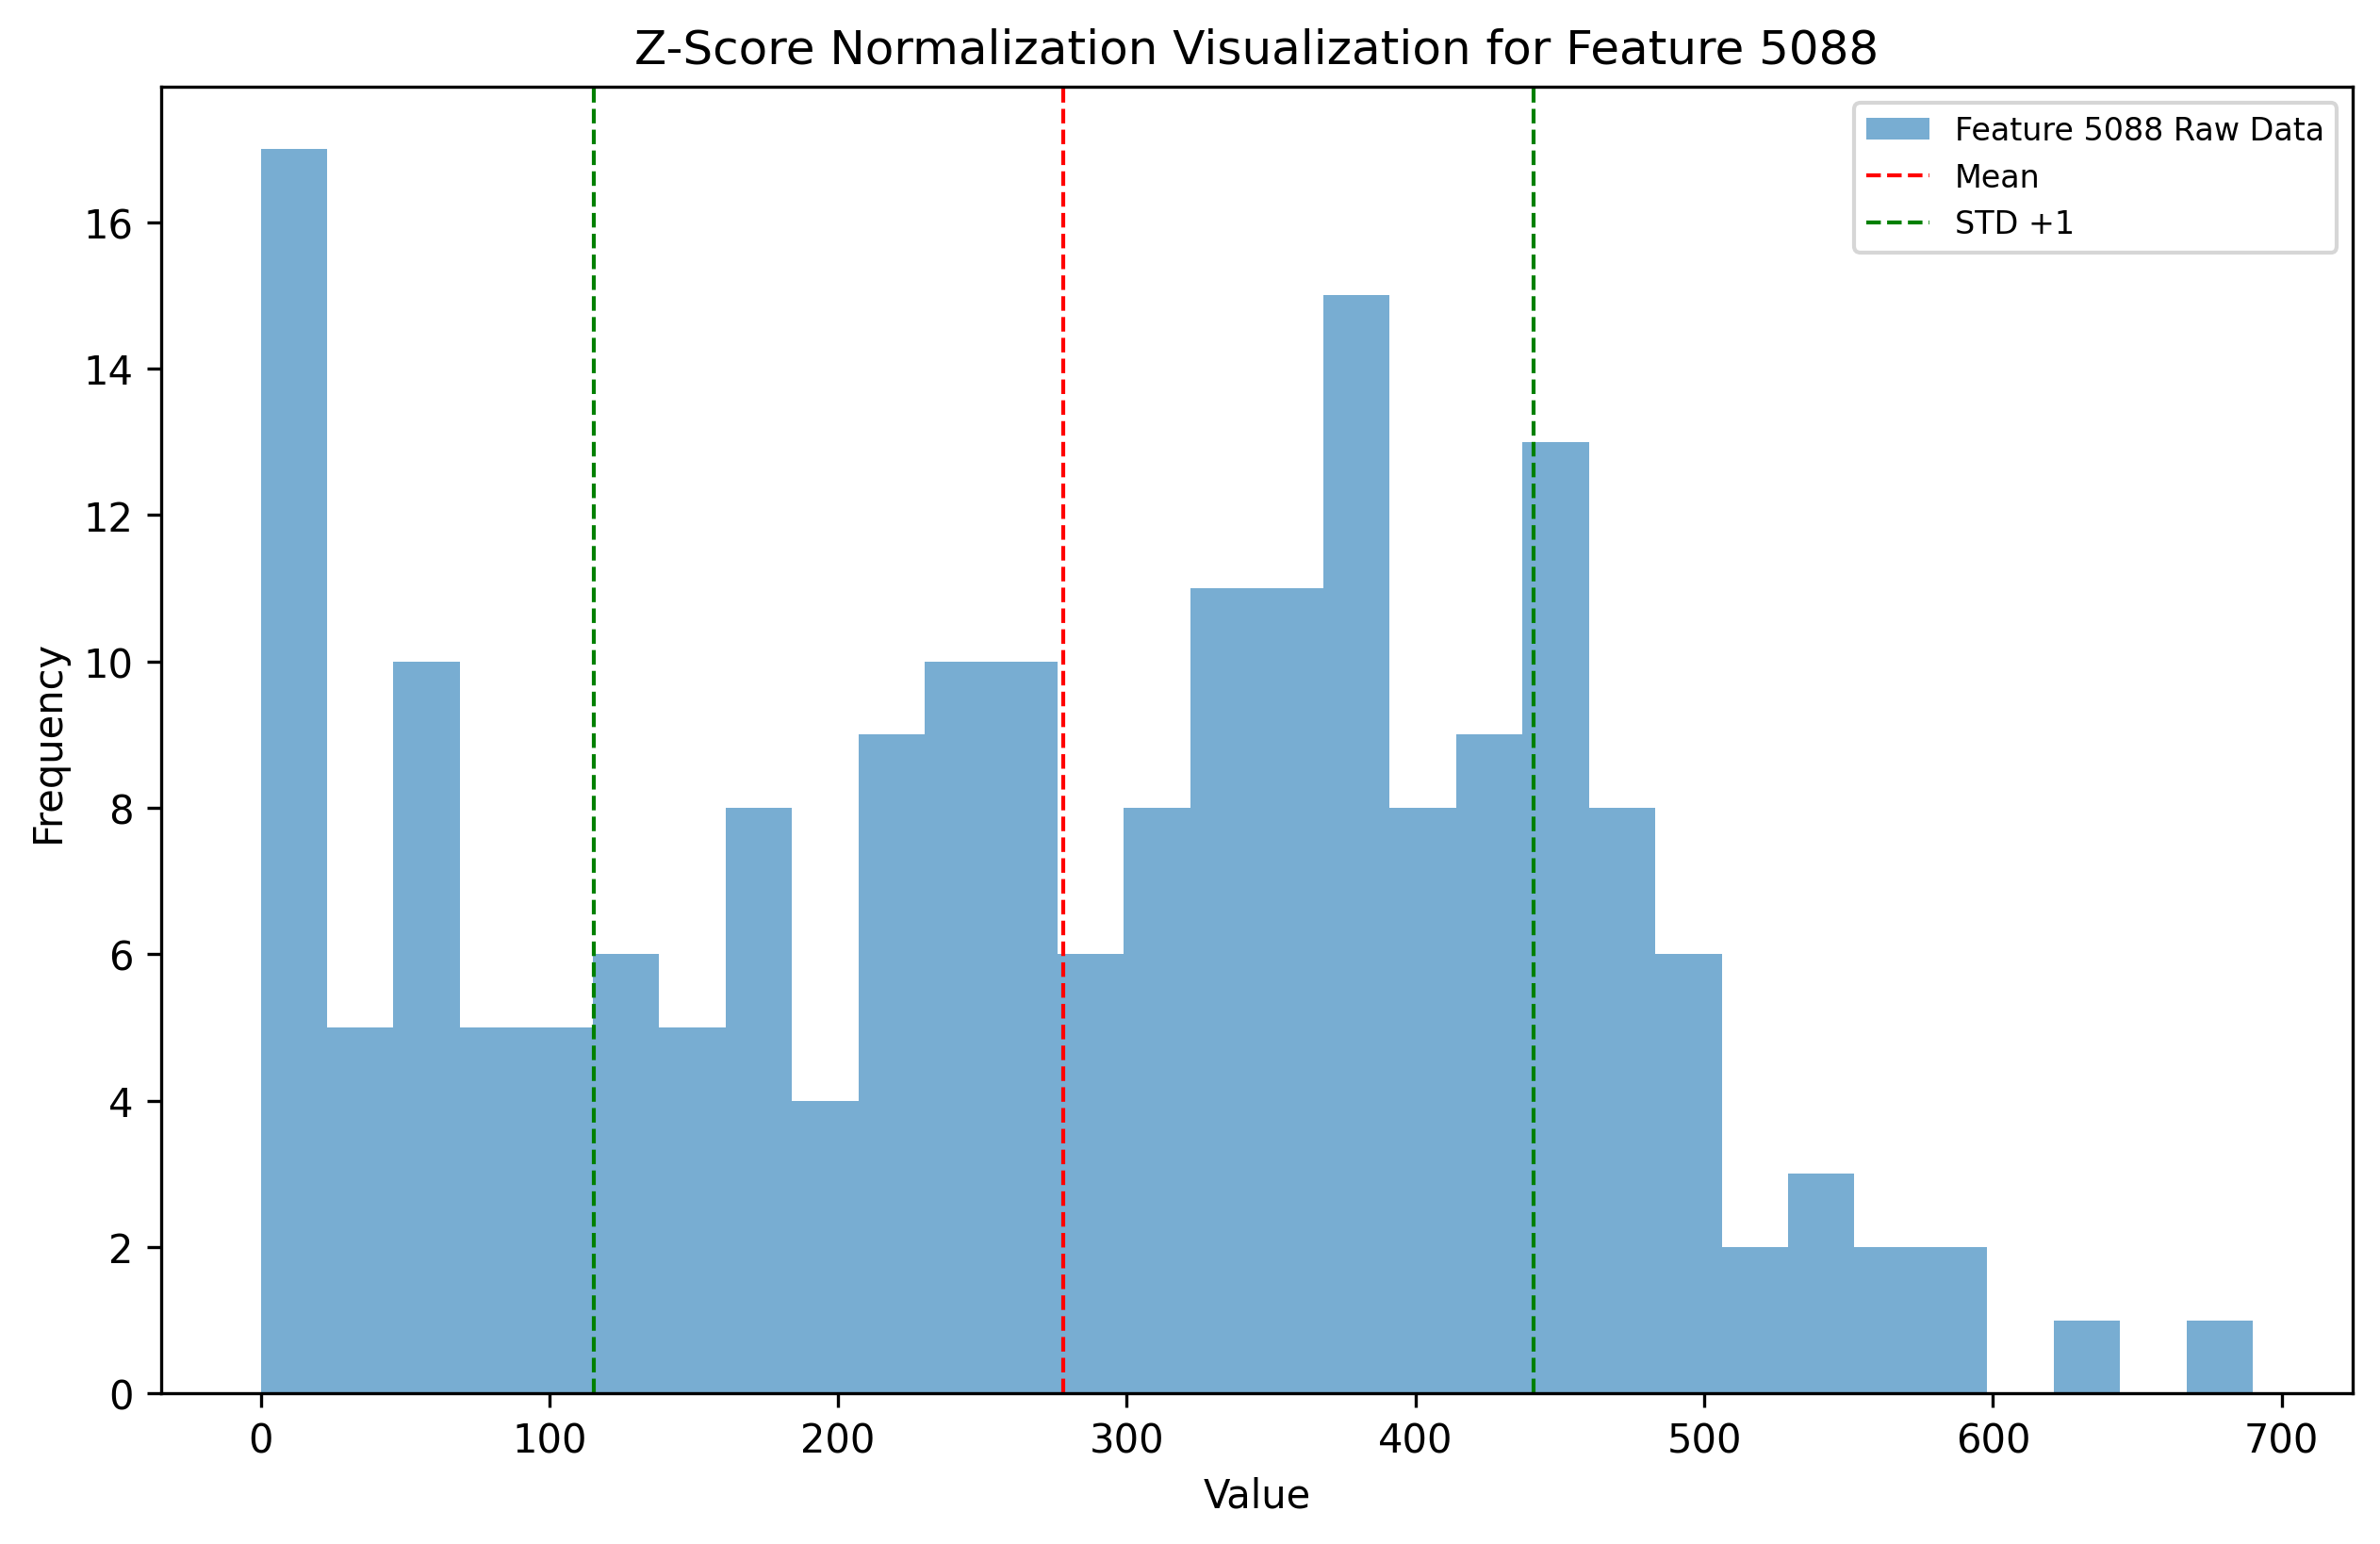 Z-Score Normalization Visualization for Feature 5088
Feature 5088 Raw Data
Mean
STD +1
Frequency
16
14
12
10
8
6
4
2
0
0 100 200 300 400 500 600 700
Value